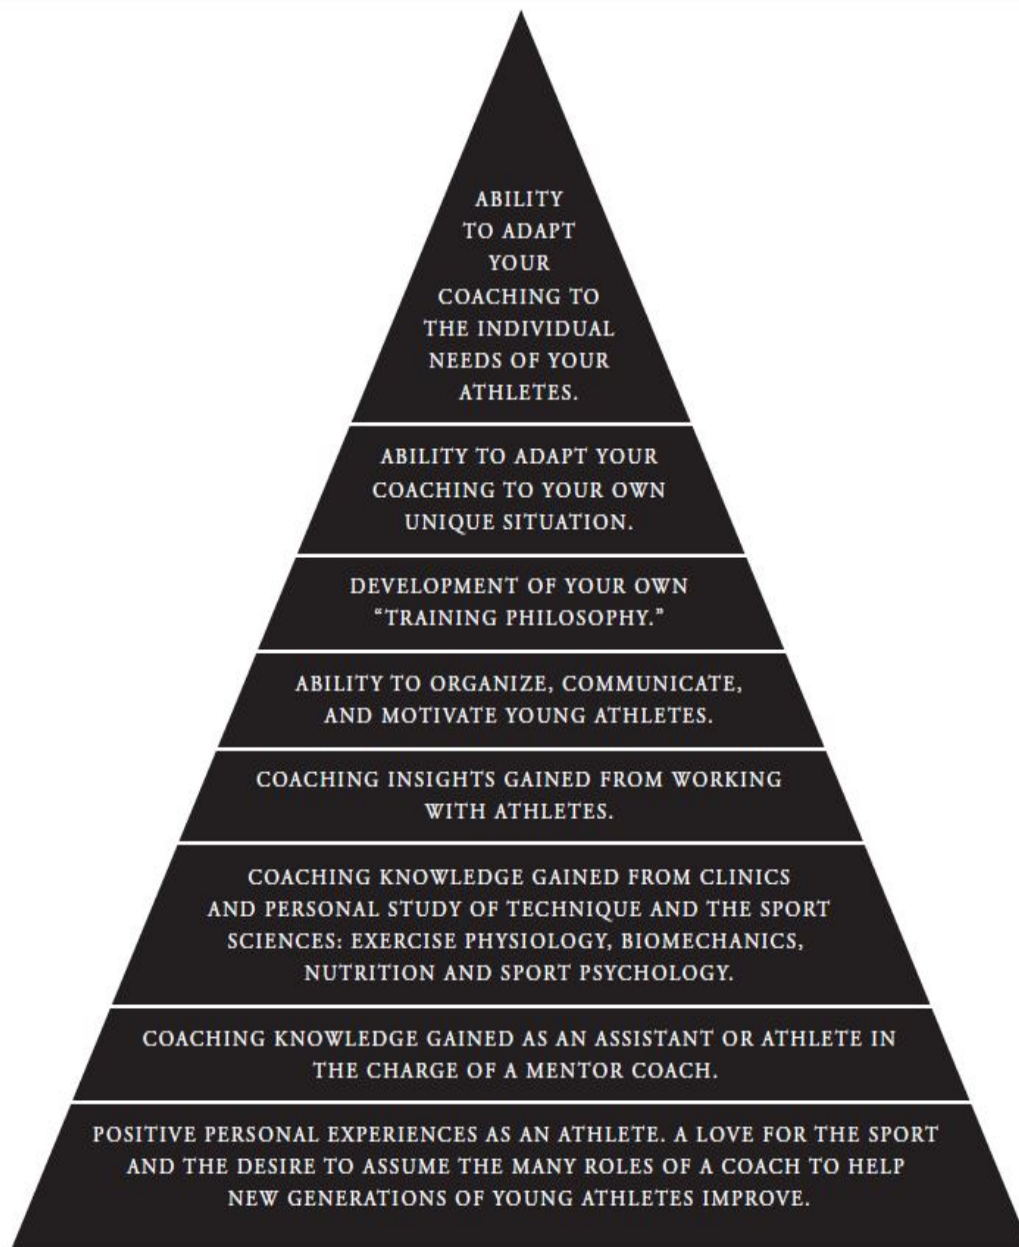 ABILITY
TO ADAPT
YOUR
COACHING TO
THE INDIVIDUAL
NEEDS OF YOUR
ATHLETES.
ABILITY TO ADAPT YOUR
COACHING TO YOUR OWN
UNIQUE SITUATION.
DEVELOPMENT OF YOUR OWN
“TRAINING PHILOSOPHY.”
ABILITY TO ORGANIZE, COMMUNICATE,
AND MOTIVATE YOUNG ATHLETES.
COACHING INSIGHTS GAINED FROM WORKING
WITH ATHLETES.
COACHING KNOWLEDGE GAINED FROM CLINICS
AND PERSONAL STUDY OF TECHNIQUE AND THE SPORT
SCIENCES: EXERCISE PHYSIOLOGY, BIOMECHANICS,
NUTRITION AND SPORT PSYCHOLOGY.
COACHING KNOWLEDGE GAINED AS AN ASSISTANT OR ATHLETE IN
THE CHARGE OF A MENTOR COACH.
POSITIVE PERSONAL EXPERIENCES AS AN ATHLETE. A LOVE FOR THE SPORT
AND THE DESIRE TO ASSUME THE MANY ROLES OF A COACH TO HELP
NEW GENERATIONS OF YOUNG ATHLETES IMPROVE.